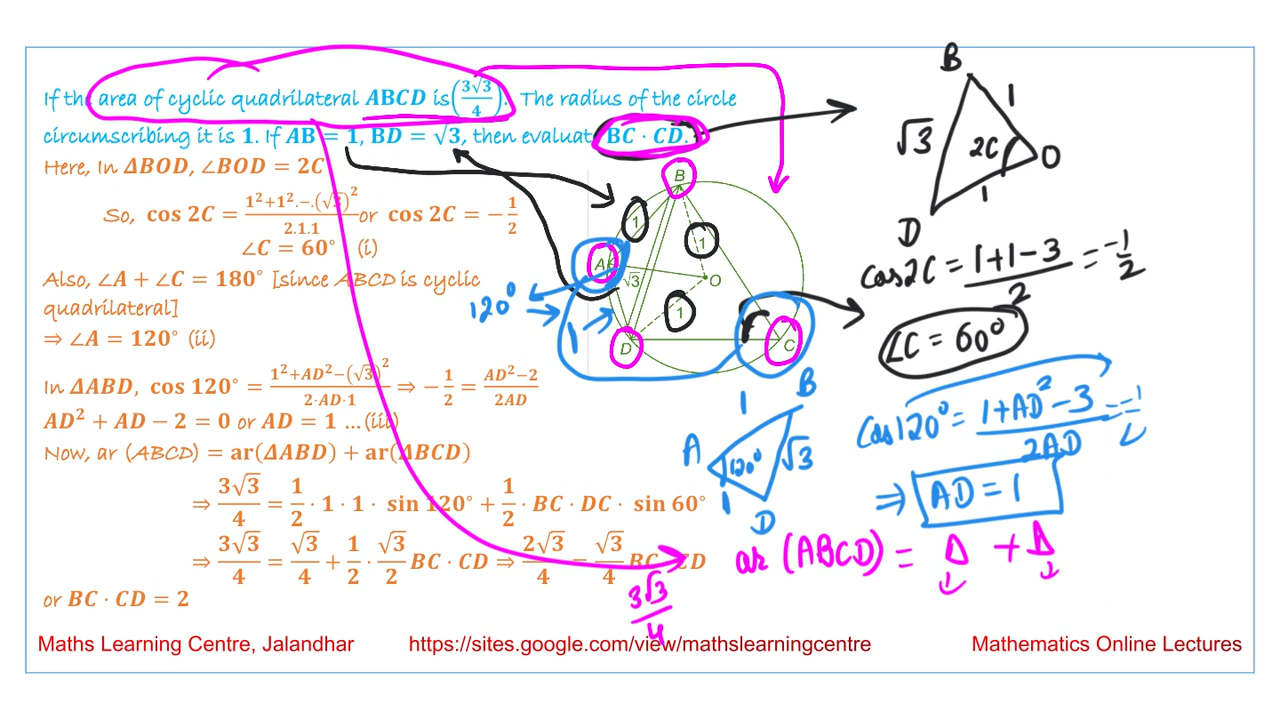 If the area of cyclic quadrilateral ABCD is (3√3/4). The radius of the circle
circumscribing it is 1. If AB = 1, BD = √3, then evaluate BC · CD.
Here, In ΔBOD, ∠BOD = 2C
So, cos 2C = (1² + 1².−.(√3)²)/(2.1.1) or cos 2C = −1/2
∠C = 60° (i)
Also, ∠A + ∠C = 180° [since ABCD is cyclic
quadrilateral]
⇒ ∠A = 120° (ii)
In ΔABD, cos 120° = (1²+AD²−(√3)²)/(2·AD·1) ⇒ −1/2 = (AD²−2)/(2AD)
AD² + AD − 2 = 0 or AD = 1 …(iii)
Now, ar (ABCD) = ar(ΔABD) + ar(ΔBCD)
⇒ 3√3/4 = 1/2 · 1 · 1 · sin 120° + 1/2 · BC · DC · sin 60°
⇒ 3√3/4 = √3/4 + 1/2 · √3/2 BC · CD ⇒ 2√3/4 = √3/4 BC · CD
or BC · CD = 2
B
1
1
A
√3
O
1
D
C
120°
1
B
1
√3
2C
O
1
D
cos2C = (1+1−3)/2 = −1/2
∠C = 60°
B
1
A
120°
√3
1
D
Cos120° = (1+AD²−3)/2AD = −1/2
⇒ AD = 1
ar (ABCD) = Δ + Δ
3√3/4
Maths Learning Centre, Jalandhar
https://sites.google.com/view/mathslearningcentre
Mathematics Online Lectures